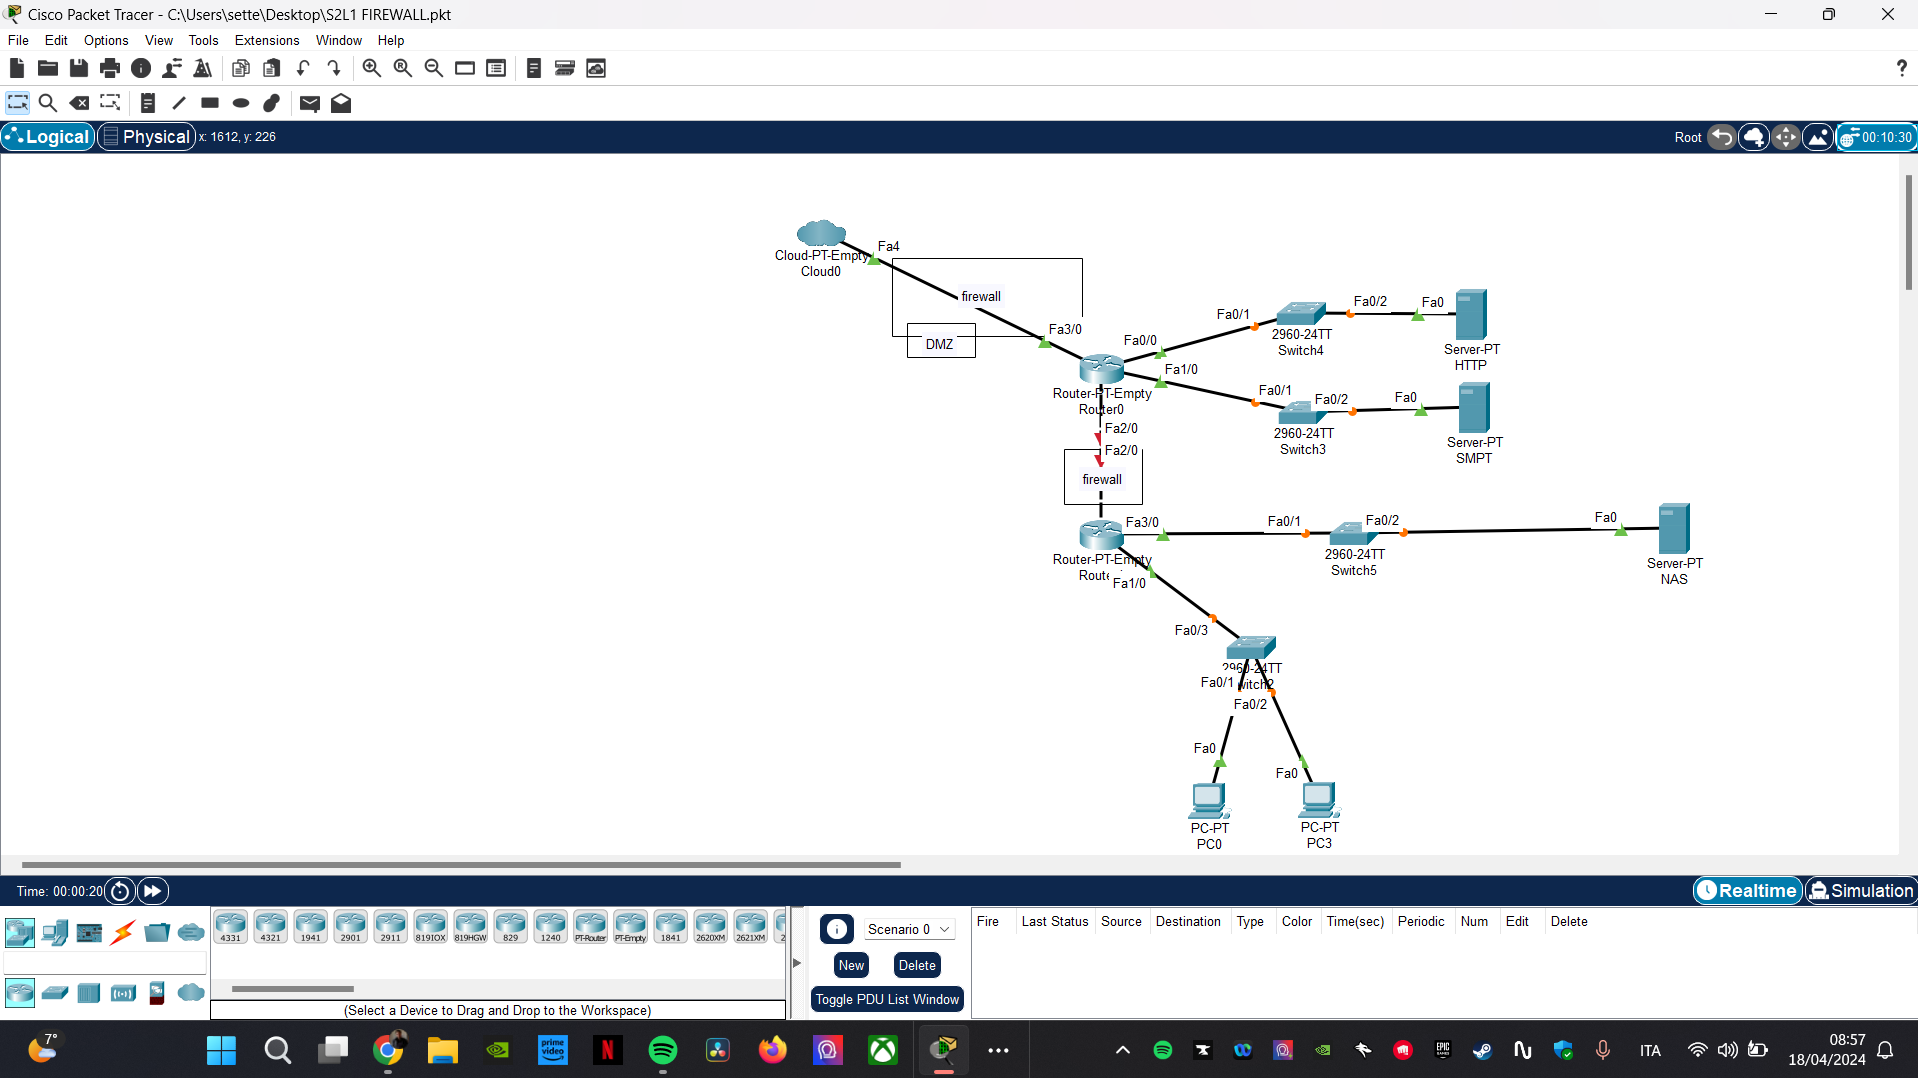 Cisco Packet Tracer - C:\Users\sette\Desktop\S2L1 FIREWALL.pkt
File Edit Options View Tools Extensions Window Help
?
Logical Physical x: 1612, y: 226 Root 00:10:30
Cloud-PT-Empty
Cloud0
Fa4
firewall
DMZ
Fa3/0
Fa0/0
Fa1/0
Router-PT-Empty
Router0
Fa2/0
Fa0/1
2960-24TT
Switch4
Fa0/2
Fa0
Server-PT
HTTP
Fa0/1
2960-24TT
Switch3
Fa0/2
Fa0
Server-PT
SMPT
Fa2/0
firewall
Fa3/0
Router-PT-Empty
Route
Fa1/0
Fa0/1
Fa0/2
2960-24TT
Switch5
Fa0
Server-PT
NAS
Fa0/3
2960-24TT
witch2
Fa0/1
Fa0/2
Fa0
Fa0
PC-PT
PC0
PC-PT
PC3
Time: 00:00:20 Realtime Simulation
4331 4321 1941 2901 2911 819IOX 819HGW 829 1240 PT-Router PT-Empty 1841 2620XM 2621XM 2
(Select a Device to Drag and Drop to the Workspace)
Scenario 0
New Delete
Toggle PDU List Window
Fire Last Status Source Destination Type Color Time(sec) Periodic Num Edit Delete
7°
prime video
N
EPIC GAMES
ITA
08:57
18/04/2024